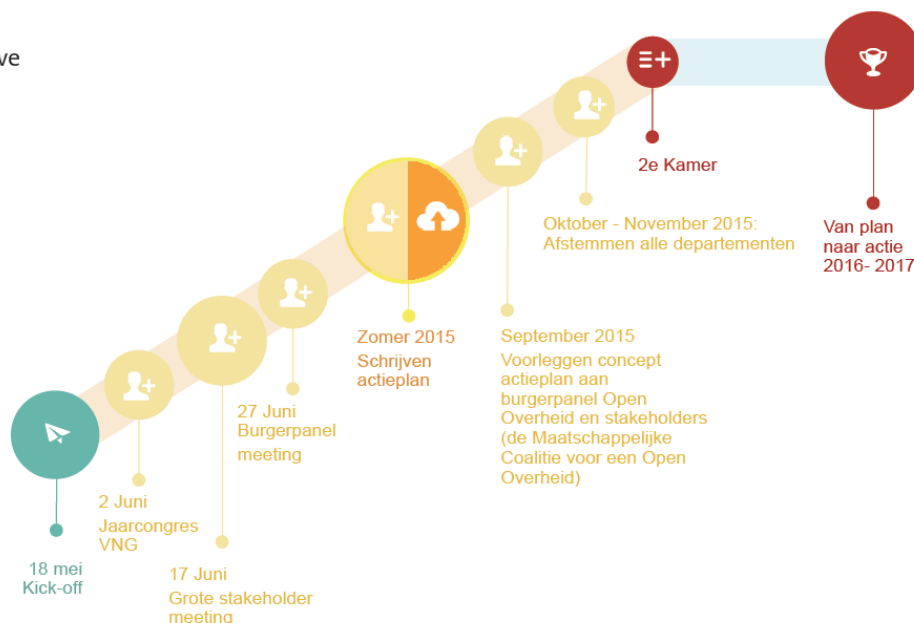 ve
18 mei
Kick-off
2 Juni
Jaarcongres
VNG
17 Juni
Grote stakeholder
meeting
27 Juni
Burgerpanel
meeting
Zomer 2015
Schrijven
actieplan
September 2015
Voorleggen concept
actieplan aan
burgerpanel Open
Overheid en stakeholders
(de Maatschappelijke
Coalitie voor een Open
Overheid)
Oktober - November 2015:
Afstemmen alle departementen
2e Kamer
Van plan
naar actie
2016- 2017